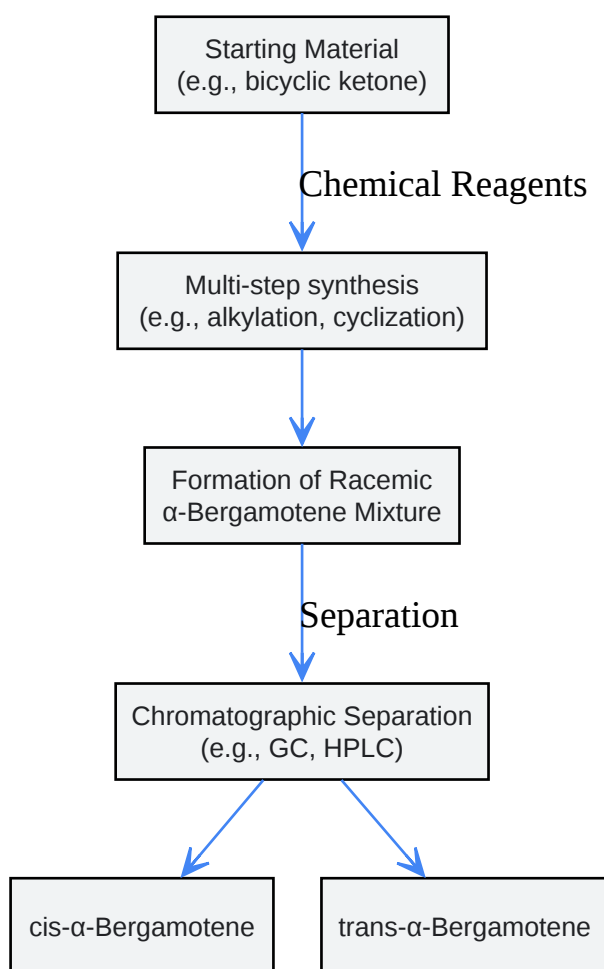 Starting Material
(e.g., bicyclic ketone)
Chemical Reagents
Multi-step synthesis
(e.g., alkylation, cyclization)
Formation of Racemic
α-Bergamotene Mixture
Separation
Chromatographic Separation
(e.g., GC, HPLC)
cis-α-Bergamotene
trans-α-Bergamotene